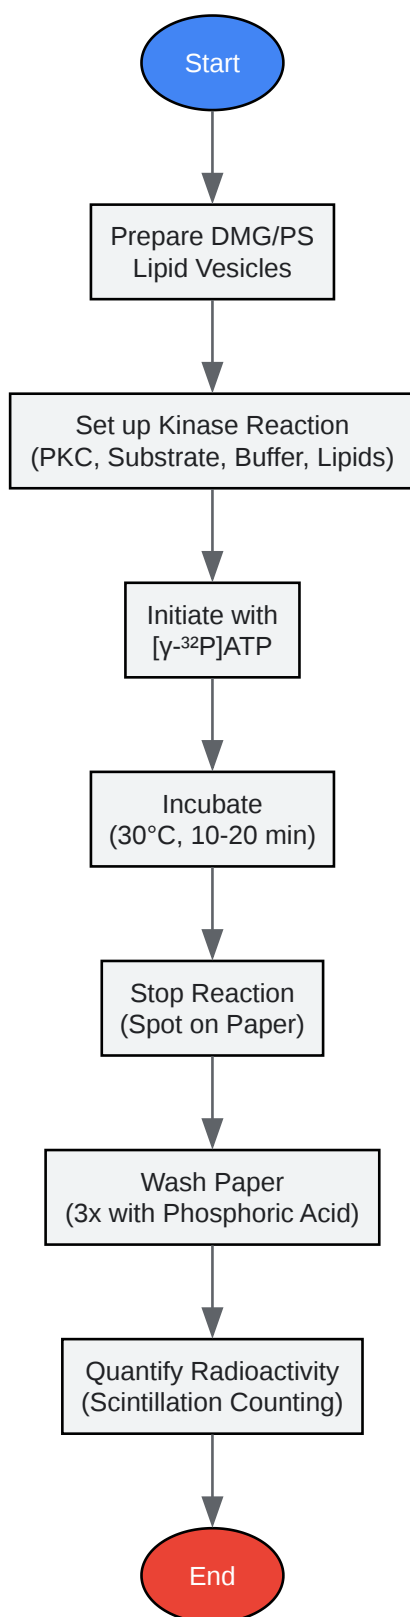 Start
Prepare DMG/PS
Lipid Vesicles
Set up Kinase Reaction
(PKC, Substrate, Buffer, Lipids)
Initiate with
[γ-³²P]ATP
Incubate
(30°C, 10-20 min)
Stop Reaction
(Spot on Paper)
Wash Paper
(3x with Phosphoric Acid)
Quantify Radioactivity
(Scintillation Counting)
End